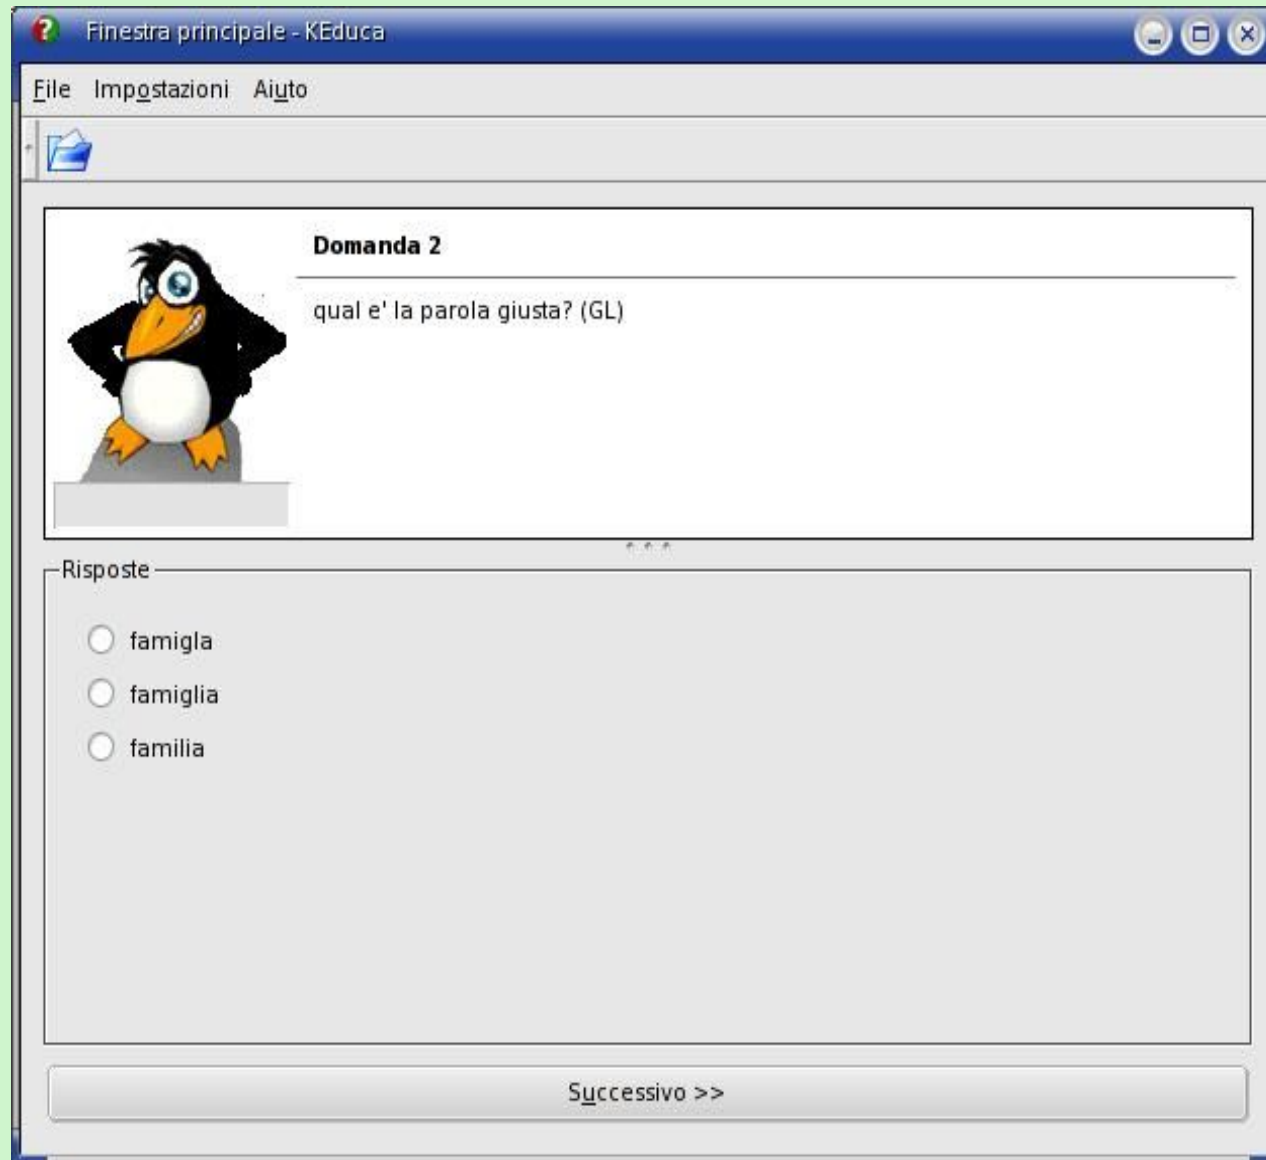 Finestra principale - KEduca
File Impostazioni Aiuto
Domanda 2
qual e' la parola giusta? (GL)
Risposte
famigla
famiglia
familia
Successivo >>